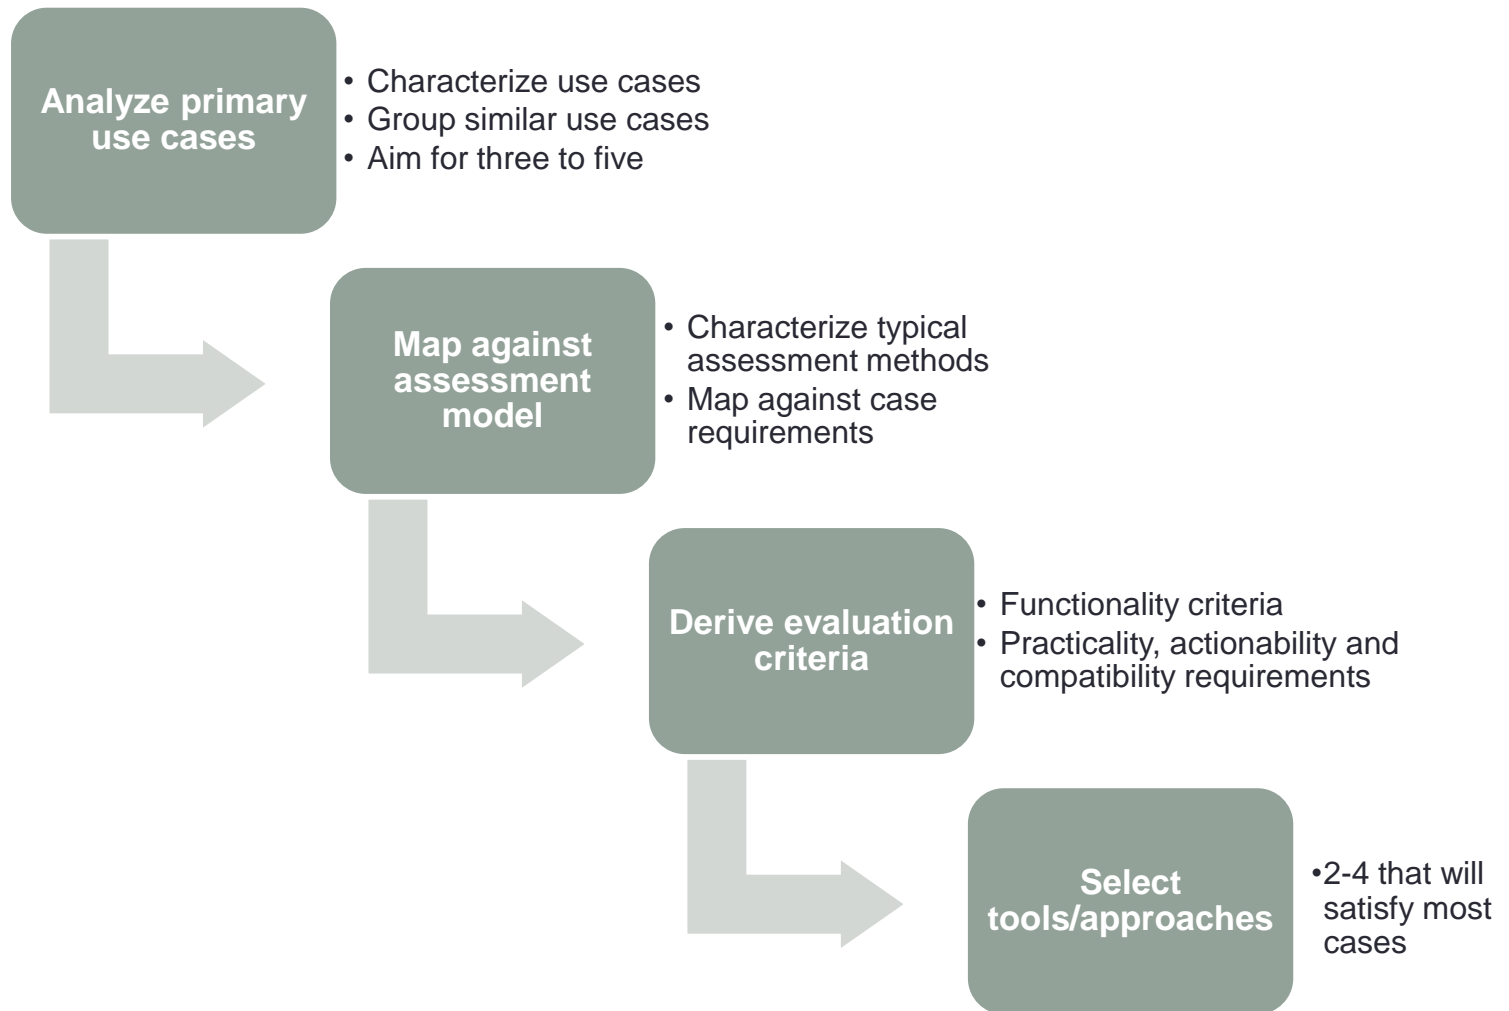 Analyze primary
use cases
• Characterize use cases
• Group similar use cases
• Aim for three to five
Map against
assessment
model
• Characterize typical
assessment methods
• Map against case
requirements
Derive evaluation
criteria
• Functionality criteria
• Practicality, actionability and
compatibility requirements
Select
tools/approaches
•2-4 that will
satisfy most
cases